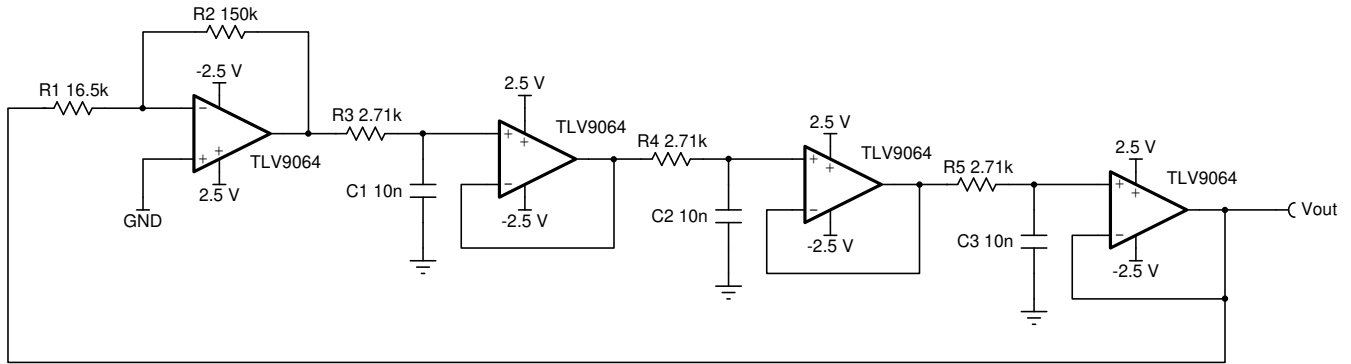 R2 150k
-2.5 V
R1 16.5k
TLV9064
2.5 V
GND
R3 2.71k
C1 10n
2.5 V
TLV9064
-2.5 V
R4 2.71k
C2 10n
2.5 V
TLV9064
-2.5 V
R5 2.71k
C3 10n
2.5 V
TLV9064
-2.5 V
Vout